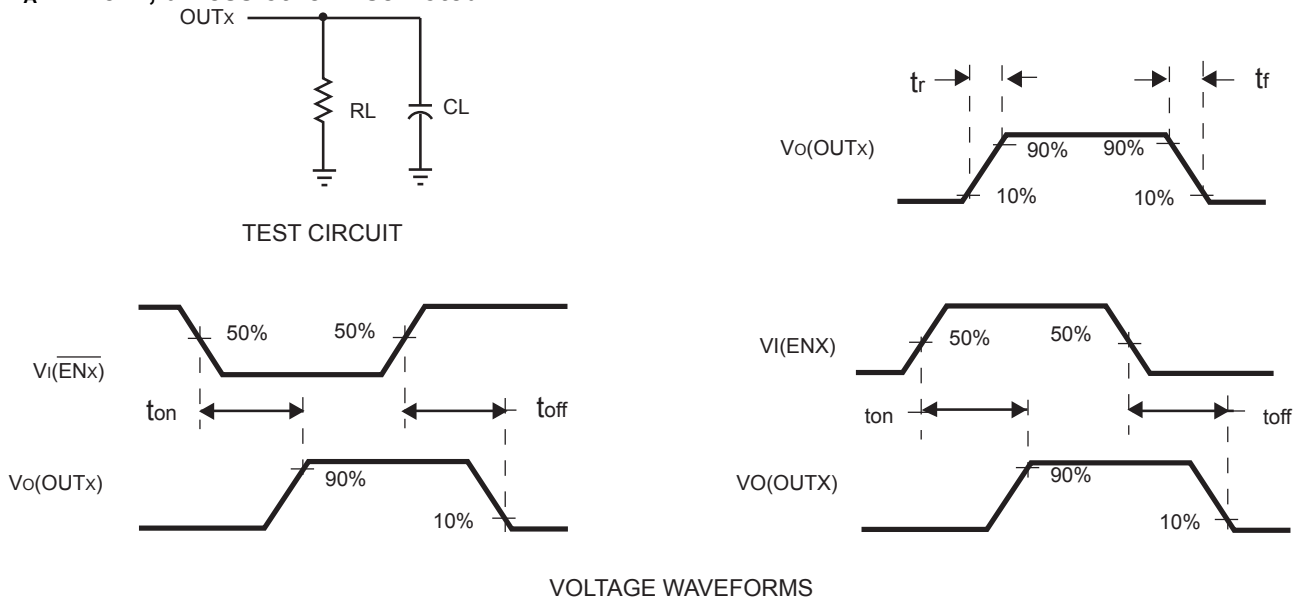 OUTx
RL
CL
TEST CIRCUIT
tr
tf
VO(OUTx)
90%
90%
10%
10%
VI(ENx)
50%
50%
ton
toff
VO(OUTx)
90%
10%
VI(ENX)
50%
50%
ton
toff
VO(OUTX)
90%
10%
VOLTAGE WAVEFORMS